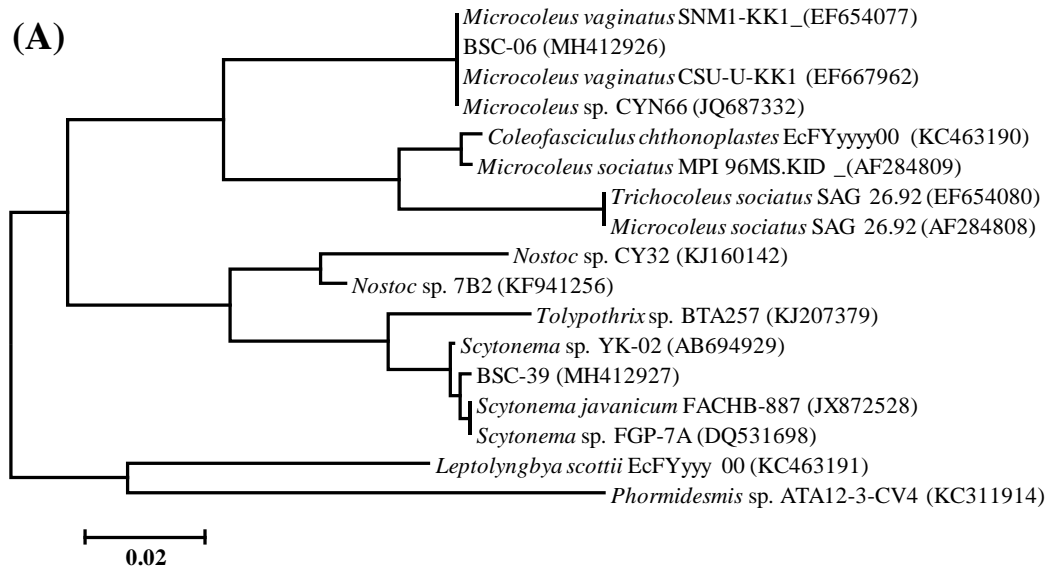 (A)
Microcoleus vaginatus SNM1-KK1_(EF654077)
BSC-06 (MH412926)
Microcoleus vaginatus CSU-U-KK1 (EF667962)
Microcoleus sp. CYN66 (JQ687332)
Coleofasciculus chthonoplastes EcFYyyyy00 (KC463190)
Microcoleus sociatus MPI 96MS.KID _(AF284809)
Trichocoleus sociatus SAG 26.92 (EF654080)
Microcoleus sociatus SAG 26.92 (AF284808)
Nostoc sp. CY32 (KJ160142)
Nostoc sp. 7B2 (KF941256)
Tolypothrix sp. BTA257 (KJ207379)
Scytonema sp. YK-02 (AB694929)
BSC-39 (MH412927)
Scytonema javanicum FACHB-887 (JX872528)
Scytonema sp. FGP-7A (DQ531698)
Leptolyngbya scottii EcFYyyy 00 (KC463191)
Phormidesmis sp. ATA12-3-CV4 (KC311914)
0.02